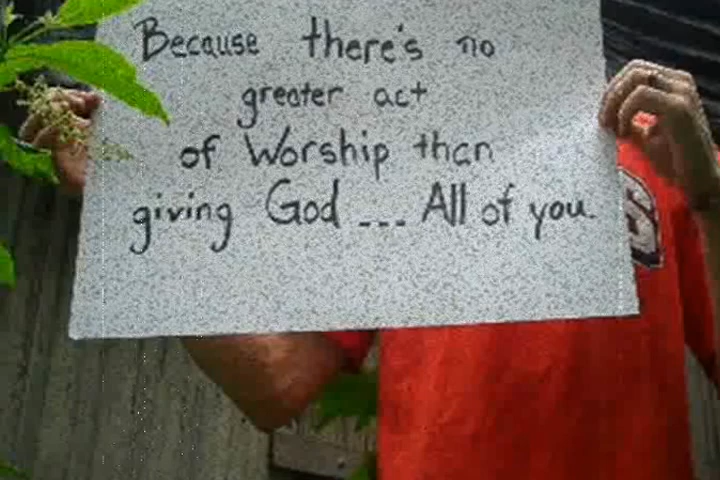 Because there's no
greater act
of Worship than
giving God --- All of you.